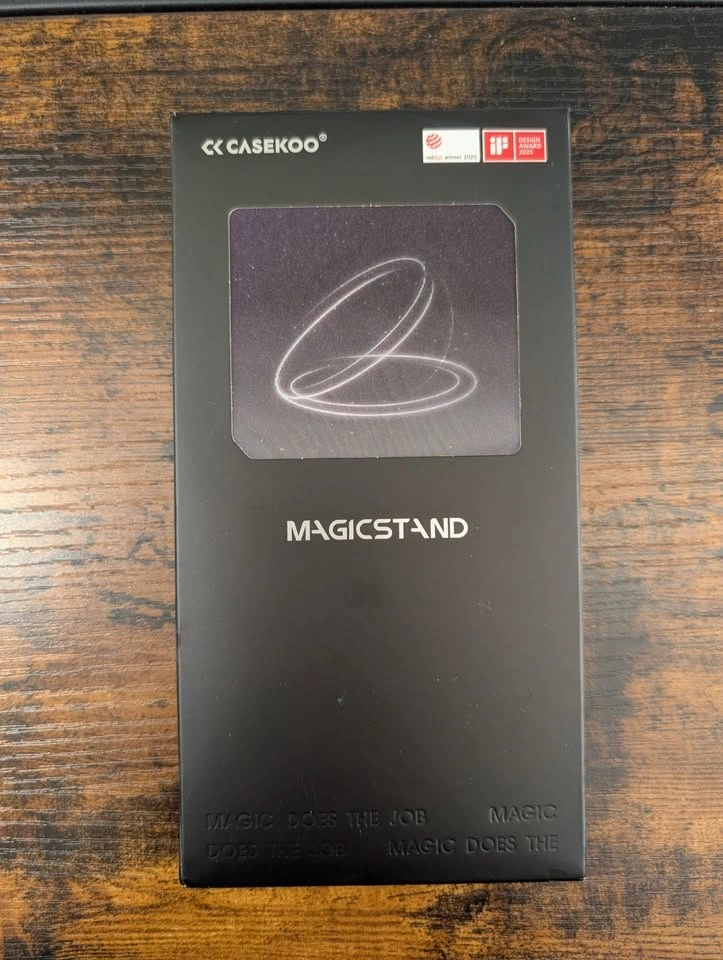 CASEKOO®
reddot winner 2025
iF
DESIGN
AWARD
2025
MAGICSTAND
MAGIC DOES THE JOB MAGIC
DOES THE JOB MAGIC DOES THE